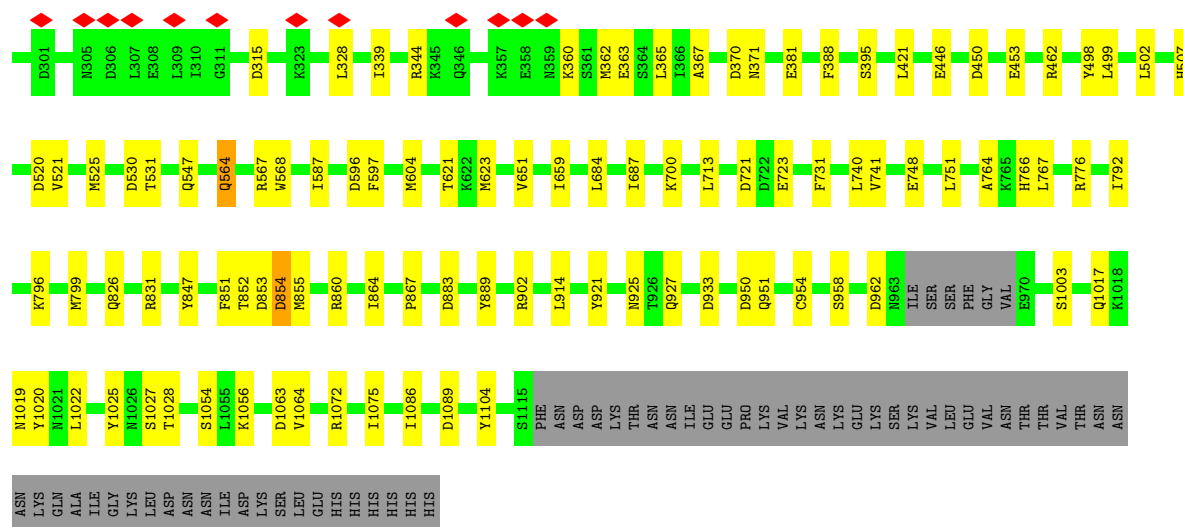 D301
N305
D306
L307
E308
L309
I310
G311
D315
K323
L328
I339
R344
K345
Q346
K357
E358
N359
K360
S361
M362
E363
S364
L365
I366
A367
D370
N371
E381
F388
S395
L421
E446
D450
E453
R462
Y498
L499
L502
H507
D520
V521
M525
D530
T531
Q547
Q564
R567
W568
I587
D596
F597
M604
T621
K622
M623
V651
I659
L684
I687
K700
L713
D721
D722
E723
F731
L740
V741
E748
L751
A764
K765
H766
L767
R776
I792
K796
M799
Q826
R831
Y847
F851
T852
D853
D854
M855
R860
I864
P867
D883
Y889
R902
L914
Y921
N925
T926
Q927
D933
D950
Q951
C954
S958
D962
N963
ILE
SER
SER
PHE
GLY
VAL
E970
S1003
Q1017
K1018
N1019
Y1020
N1021
L1022
Y1025
N1026
S1027
T1028
S1054
L1055
K1056
D1063
V1064
R1072
I1075
I1086
D1089
Y1104
S1115
PHE
ASN
ASP
ASP
LYS
THR
ASN
ASN
ILE
GLU
GLU
PRO
LYS
VAL
LYS
ASN
LYS
GLU
LYS
SER
LYS
VAL
LEU
GLU
VAL
ASN
THR
THR
VAL
THR
ASN
ASN
ASN
LYS
GLN
ALA
ILE
GLY
LYS
LEU
ASP
ASN
ASN
ILE
ASP
LYS
SER
LEU
GLU
HIS
HIS
HIS
HIS
HIS
HIS